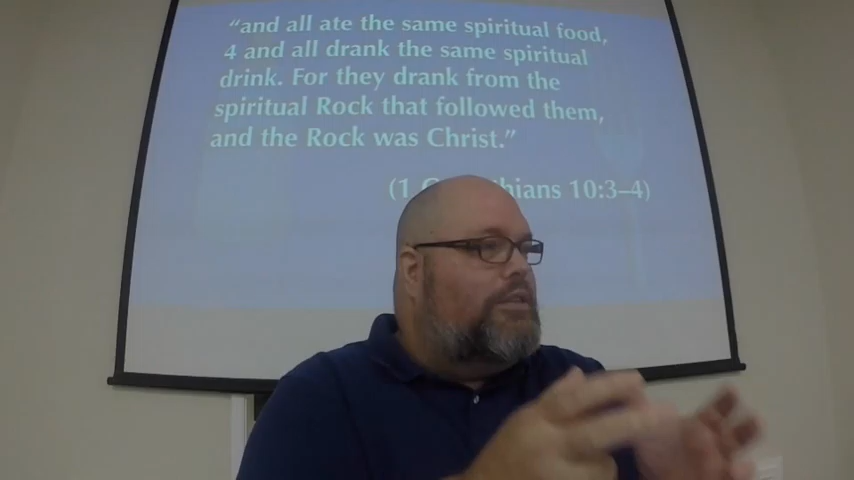 “and all ate the same spiritual food,
4 and all drank the same spiritual
drink. For they drank from the
spiritual Rock that followed them,
and the Rock was Christ.”
(1 10:3–4)